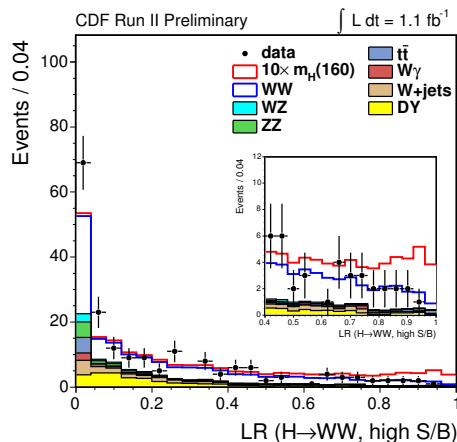 CDF Run II Preliminary
∫ L dt = 1.1 fb⁻¹
Events / 0.04
100
80
60
40
20
0
data
10× m_H(160)
WW
WZ
ZZ
tt̄
Wγ
W+jets
DY
Events / 0.04
12
10
8
6
4
2
0
0.4 0.5 0.6 0.7 0.8 0.9 1
LR (H→WW, high S/B)
0 0.2 0.4 0.6 0.8 1
LR (H→WW, high S/B)